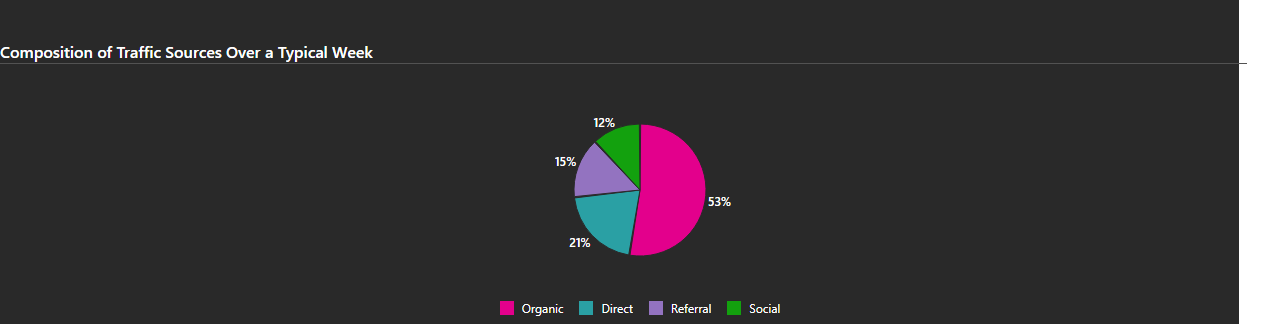 Composition of Traffic Sources Over a Typical Week
12%
15%
53%
21%
Organic Direct Referral Social